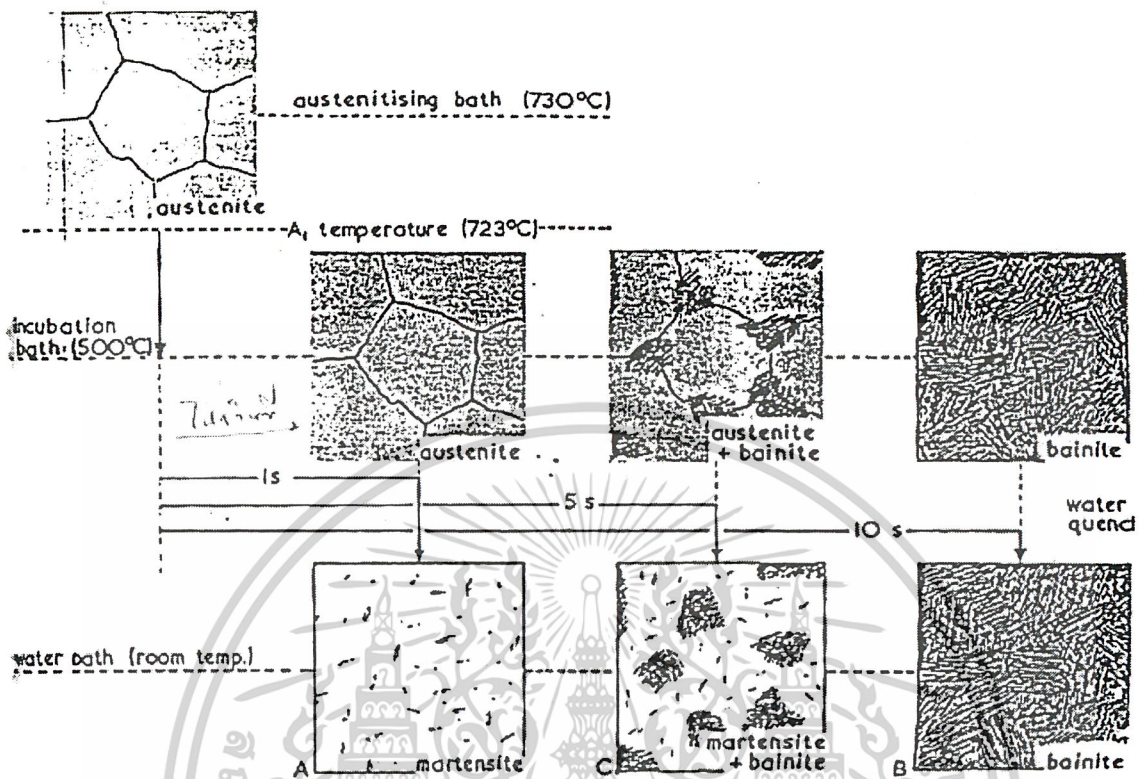 austenitising bath (730°C)
austenite
A₁ temperature (723°C)
incubation
bath (500°C)
austenite
austenite
+ bainite
bainite
1s
5 s
10 s
water
quencl
water bath (room temp.)
A
martensite
C
martensite
+ bainite
B
bainite